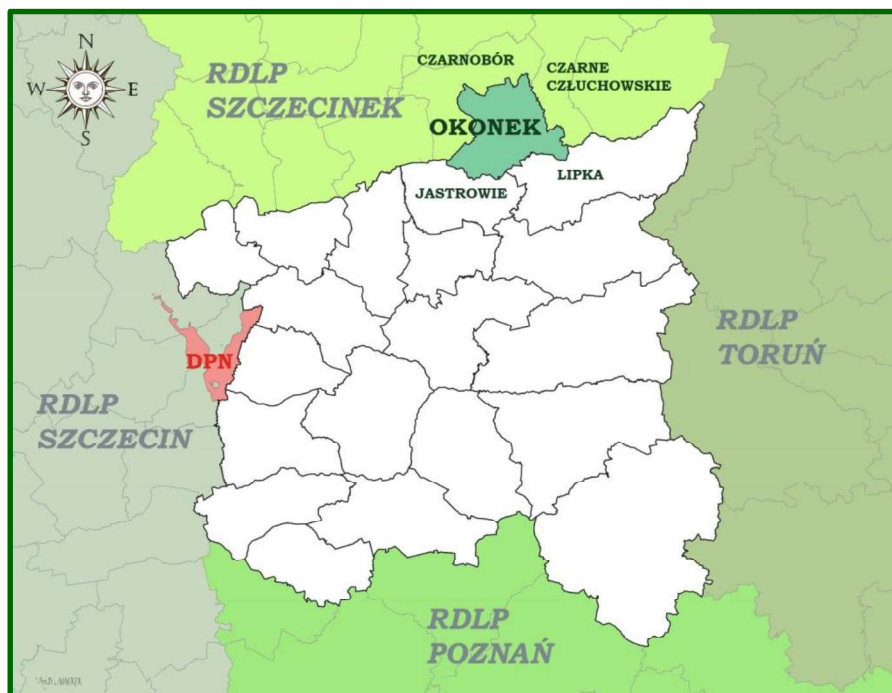 N
W E
S
RDLP
SZCZECINEK
CZARNOBÓR
CZARNE
CZŁUCHOWSKIE
OKONEK
JASTROWIE
LIPKA
DPN
RDLP
TORUŃ
RDLP
SZCZECIN
RDLP
POZNAŃ